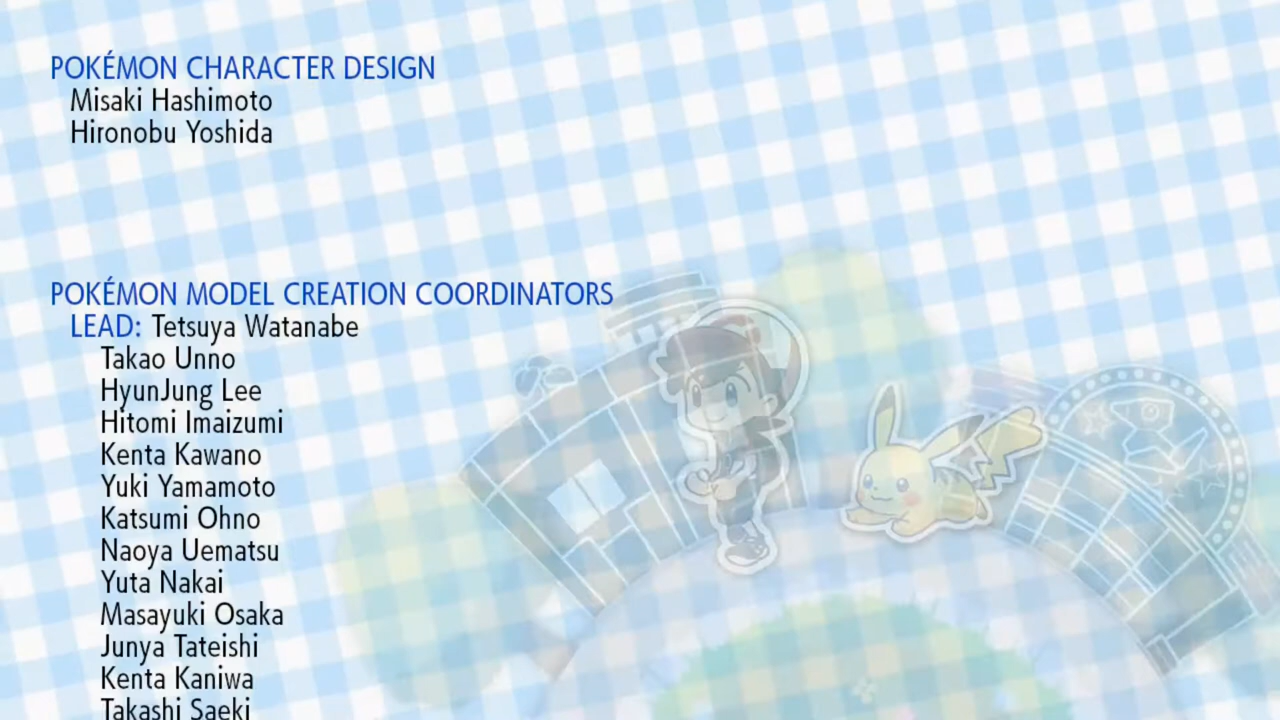 POKÉMON CHARACTER DESIGN
Misaki Hashimoto
Hironobu Yoshida
POKÉMON MODEL CREATION COORDINATORS
LEAD: Tetsuya Watanabe
Takao Unno
HyunJung Lee
Hitomi Imaizumi
Kenta Kawano
Yuki Yamamoto
Katsumi Ohno
Naoya Uematsu
Yuta Nakai
Masayuki Osaka
Junya Tateishi
Kenta Kaniwa
Takashi Saeki